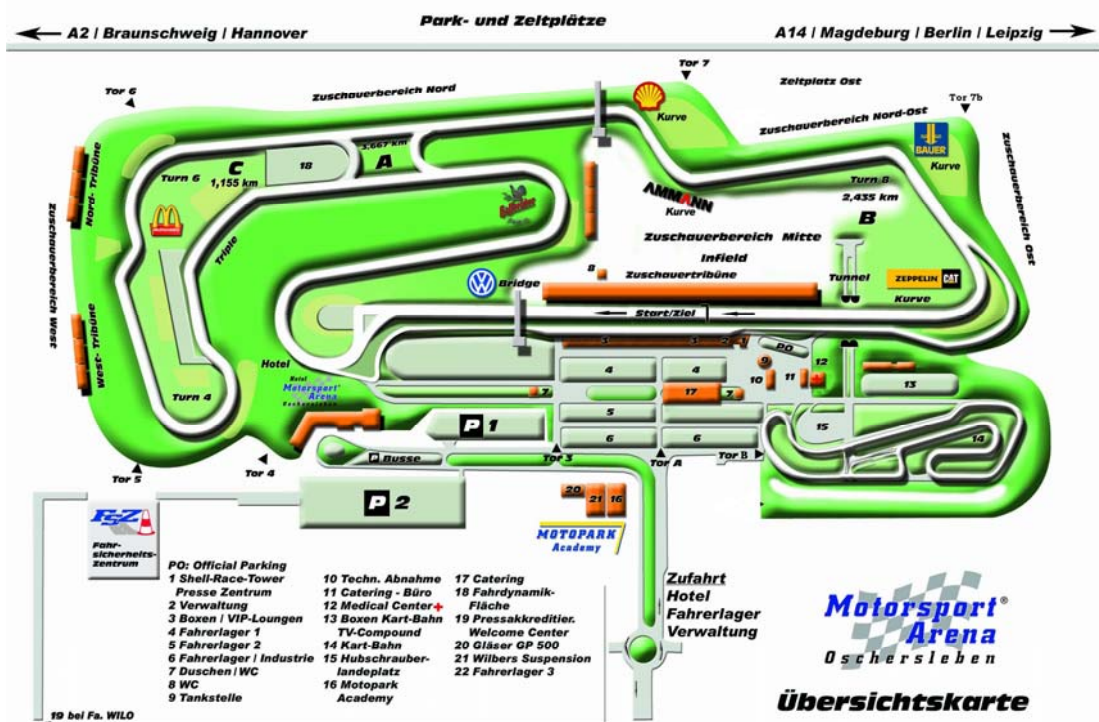 Park- und Zeltplätze
A2 / Braunschweig / Hannover
A14 / Magdeburg / Berlin / Leipzig
Tor 7
Zeltplatz Ost
Tor 6
Zuschauerbereich Nord
Kurve
Tor 7b
Zuschauerbereich Nord-Ost
BAUER
Kurve
3,667 km
A
C
1,155 km
18
Turn 6
Nord- Tribüne
Turn 8
2,435 km
B
AMMANN
Kurve
Zuschauerbereich Ost
Zuschauerbereich West
Triple
Zuschauerbereich Mitte
Infield
8 Zuschauertribüne
Bridge
Tunnel
ZEPPELIN CAT
Kurve
Start/Ziel
West- Tribüne
Turn 4
Hotel
Hotel
Motorsport
Arena
Oschersleben
3 3 2 1
PO
9
12
4 4
10 11
13
7 17 7
5
15
P 1
6 6
14
P Busse
Tor 3
Tor A
Tor B
Tor 4
Tor 5
P 2
20
21 16
MOTOPARK
Academy
FSZ
Fahr-
sicherheits-
Zentrum
PO: Official Parking
1 Shell-Race-Tower
Presse Zentrum
2 Verwaltung
3 Boxen / VIP-Loungen
4 Fahrerlager 1
5 Fahrerlager 2
6 Fahrerlager / Industrie
7 Duschen / WC
8 WC
9 Tankstelle
10 Techn. Abnahme
11 Catering - Büro
12 Medical Center+
13 Boxen Kart-Bahn
TV-Compound
14 Kart-Bahn
15 Hubschrauber-
landeplatz
16 Motopark
Academy
17 Catering
18 Fahrdynamik-
Fläche
19 Pressakkreditier.
Welcome Center
20 Gläser GP 500
21 Wilbers Suspension
22 Fahrerlager 3
Zufahrt
Hotel
Fahrerlager
Verwaltung
Motorsport®
Arena
Oschersleben
Übersichtskarte
19 bei Fa. WILO